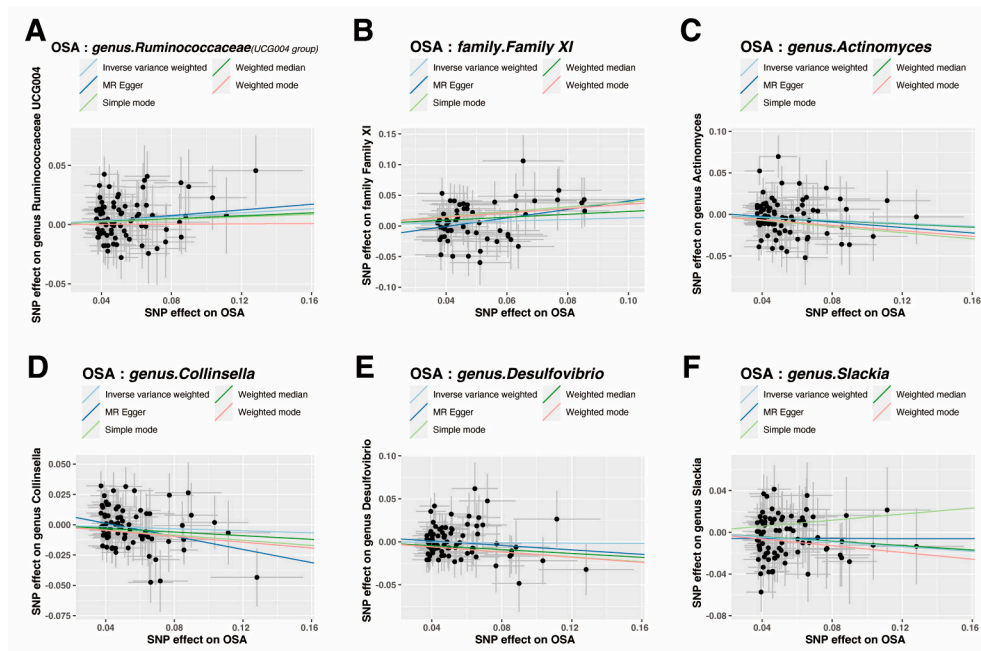 A
OSA : genus.Ruminococcaceae(UCG004 group)
Inverse variance weighted
Weighted median
MR Egger
Weighted mode
Simple mode
SNP effect on genus Ruminococcaceae UCG004
0.05
0.00
-0.05
0.04
0.08
0.12
0.16
SNP effect on OSA
B
OSA : family.Family XI
Inverse variance weighted
Weighted median
MR Egger
Weighted mode
Simple mode
SNP effect on family Family XI
0.15
0.10
0.05
0.00
-0.05
-0.10
0.04
0.06
0.08
0.10
SNP effect on OSA
C
OSA : genus.Actinomyces
Inverse variance weighted
Weighted median
MR Egger
Weighted mode
Simple mode
SNP effect on genus Actinomyces
0.10
0.05
0.00
-0.05
0.04
0.08
0.12
0.16
SNP effect on OSA
D
OSA : genus.Collinsella
Inverse variance weighted
Weighted median
MR Egger
Weighted mode
Simple mode
SNP effect on genus Collinsella
0.050
0.025
0.000
-0.025
-0.050
-0.075
0.04
0.08
0.12
0.16
SNP effect on OSA
E
OSA : genus.Desulfovibrio
Inverse variance weighted
Weighted median
MR Egger
Weighted mode
Simple mode
SNP effect on genus Desulfovibrio
0.10
0.05
0.00
-0.05
0.04
0.08
0.12
0.16
SNP effect on OSA
F
OSA : genus.Slackia
Inverse variance weighted
Weighted median
MR Egger
Weighted mode
Simple mode
SNP effect on genus Slackia
0.04
0.00
-0.04
-0.08
0.04
0.08
0.12
0.16
SNP effect on OSA